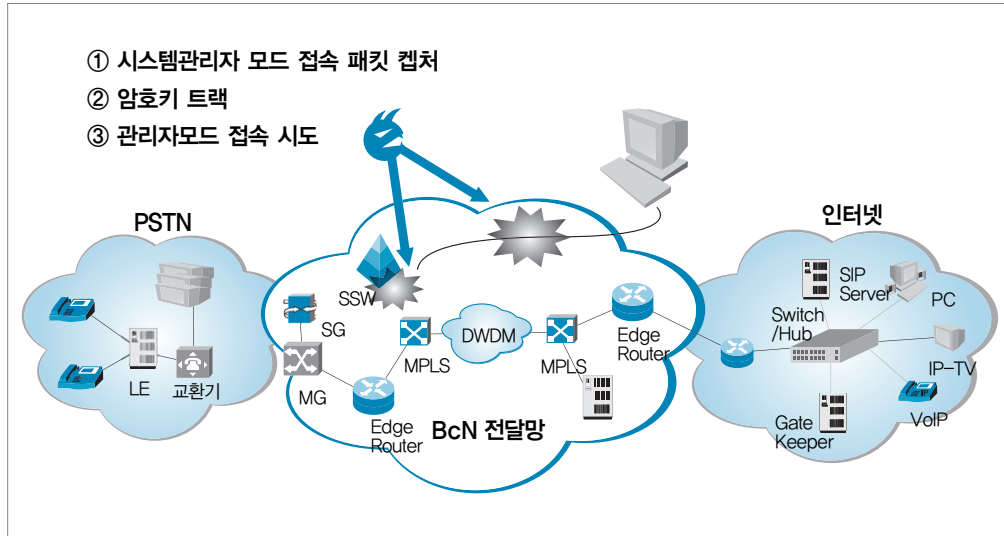 ① 시스템관리자 모드 접속 패킷 켑처
② 암호키 트랙
③ 관리자모드 접속 시도
PSTN
LE
교환기
SSW
SG
MG
MPLS
DWDM
MPLS
Edge
Router
Edge
Router
BcN 전달망
인터넷
SIP
Server
PC
Switch
/Hub
IP-TV
VoIP
Gate
Keeper